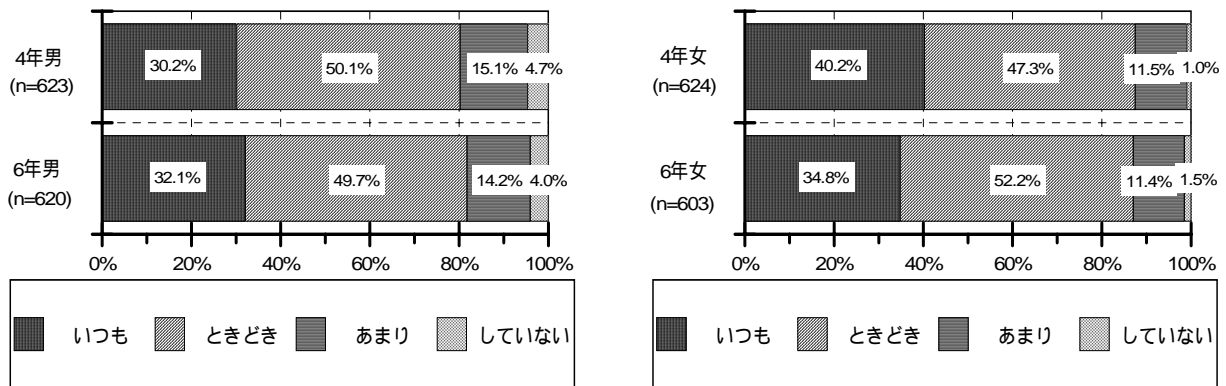 4年男
(n=623)
30.2% 50.1% 15.1% 4.7%
6年男
(n=620)
32.1% 49.7% 14.2% 4.0%
0% 20% 40% 60% 80% 100%
いつも ときどき あまり していない
4年女
(n=624)
40.2% 47.3% 11.5% 1.0%
6年女
(n=603)
34.8% 52.2% 11.4% 1.5%
0% 20% 40% 60% 80% 100%
いつも ときどき あまり していない